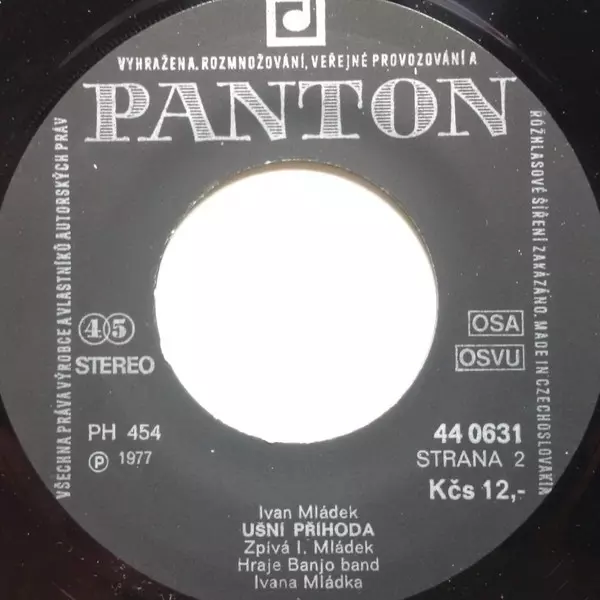 VYHRAŽENA. ROZMNOŽOVÁNÍ, VEŘEJNÉ PROVOZOVÁNÍ A
PANTON
VŠECHNA PRÁVA VÝROBCE A VLASTNÍKŮ AUTORSKÝCH PRÁV
ROZHLASOVÉ ŠÍŘENÍ ZAKÁZÁNO. MADE IN CZECHOSLOVAKIA
45
STEREO
OSA
OSVU
PH 454
℗ 1977
44 0631
STRANA 2
Kčs 12,-
Ivan Mládek
UŠNÍ PŘÍHODA
Zpívá I. Mládek
Hraje Banjo band
Ivana Mládka